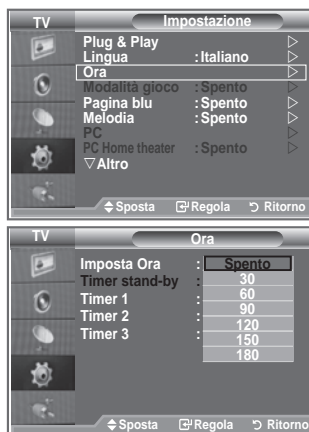 TV Impostazione
Plug & Play
Lingua : Italiano
Ora
Modalità gioco : Spento
Pagina blu : Spento
Melodia : Spento
PC
PC Home theater : Spento
▽Altro
Sposta Regola Ritorno
TV Ora
Imposta Ora : Spento
Timer stand-by : 30
Timer 1 : 60
Timer 2 : 90
Timer 3 : 120
150
180
Sposta Regola Ritorno